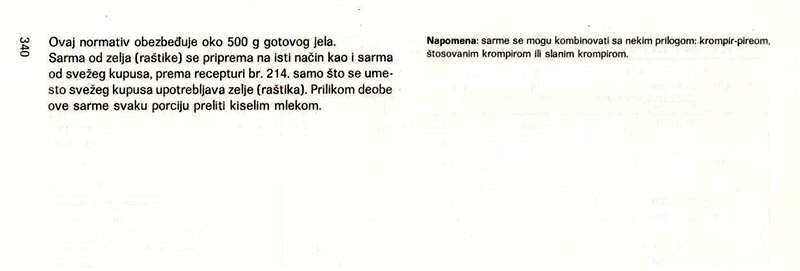 340
Ovaj normativ obezbeđuje oko 500 g gotovog jela.
Sarma od zelja (raštike) se priprema na isti način kao i sarma
od svežeg kupusa, prema recepturi br. 214. samo što se ume-
sto svežeg kupusa upotrebljava zelje (raštika). Prilikom deobe
ove sarme svaku porciju preliti kiselim mlekom.
Napomena: sarme se mogu kombinovati sa nekim prilogom: krompir-pireom,
štosovanim krompirom ili slanim krompirom.